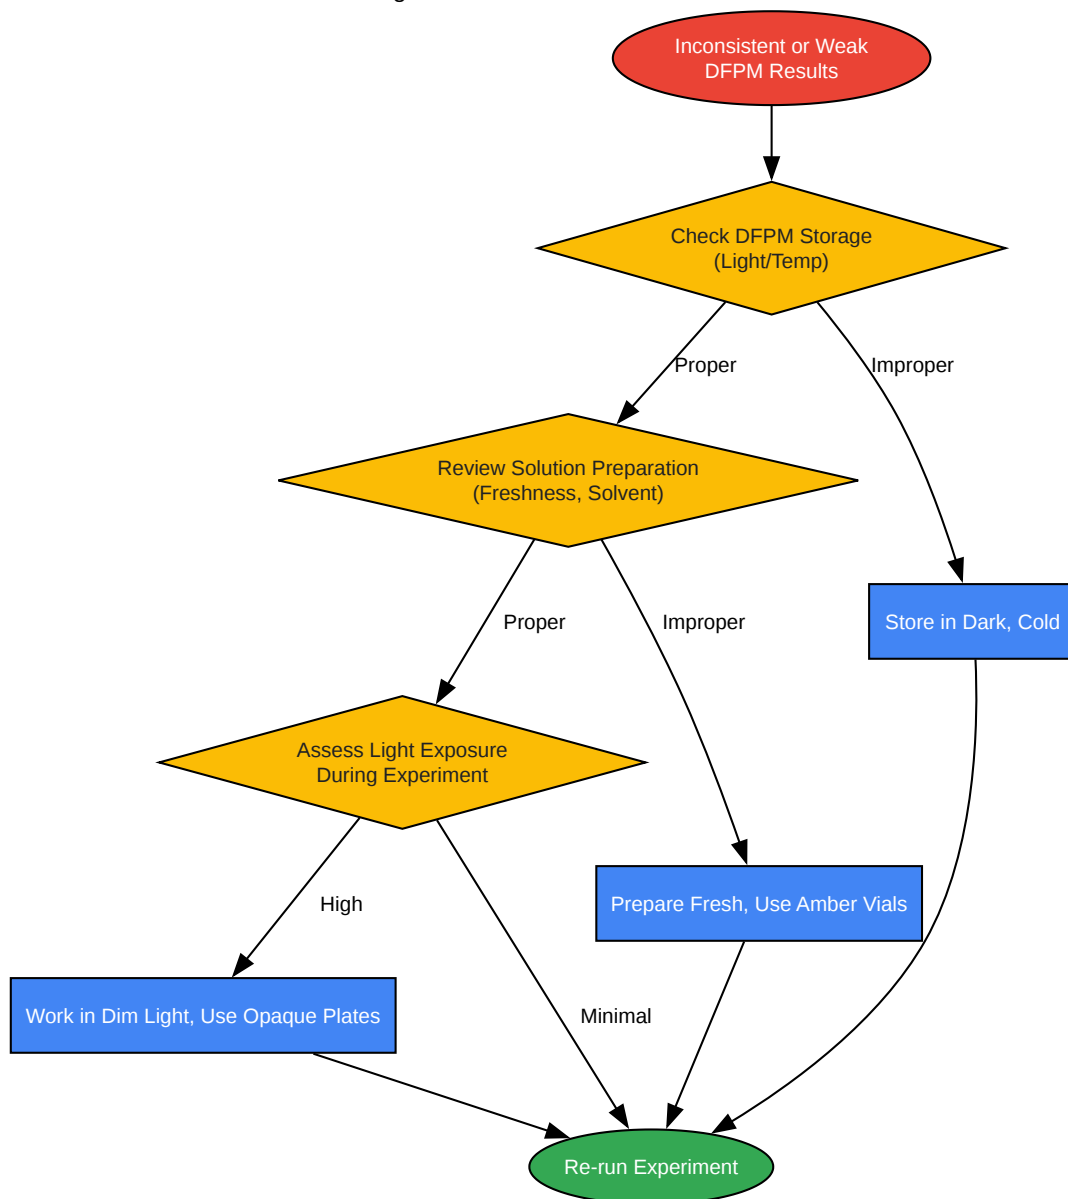 Inconsistent or Weak
DFPM Results
Check DFPM Storage
(Light/Temp)
Proper
Improper
Review Solution Preparation
(Freshness, Solvent)
Proper
Improper
Store in Dark, Cold
Assess Light Exposure
During Experiment
High
Prepare Fresh, Use Amber Vials
Work in Dim Light, Use Opaque Plates
Minimal
Re-run Experiment